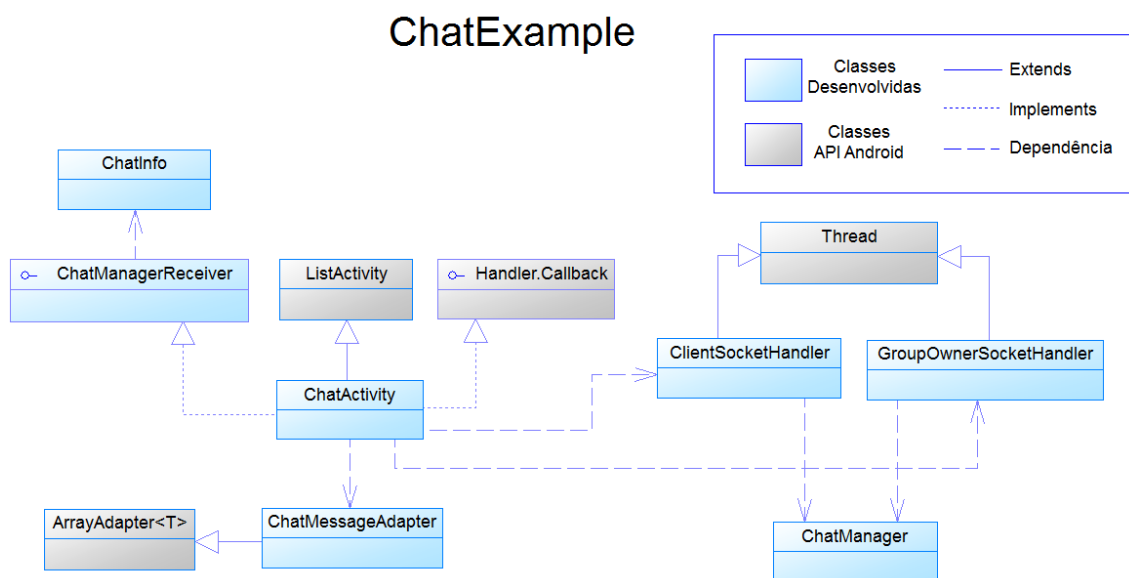 ChatExample
Classes
Desenvolvidas
Extends
Implements
Classes
API Android
Dependência
ChatInfo
Thread
ChatManagerReceiver
ListActivity
Handler.Callback
ClientSocketHandler
GroupOwnerSocketHandler
ChatActivity
ArrayAdapter<T>
ChatMessageAdapter
ChatManager